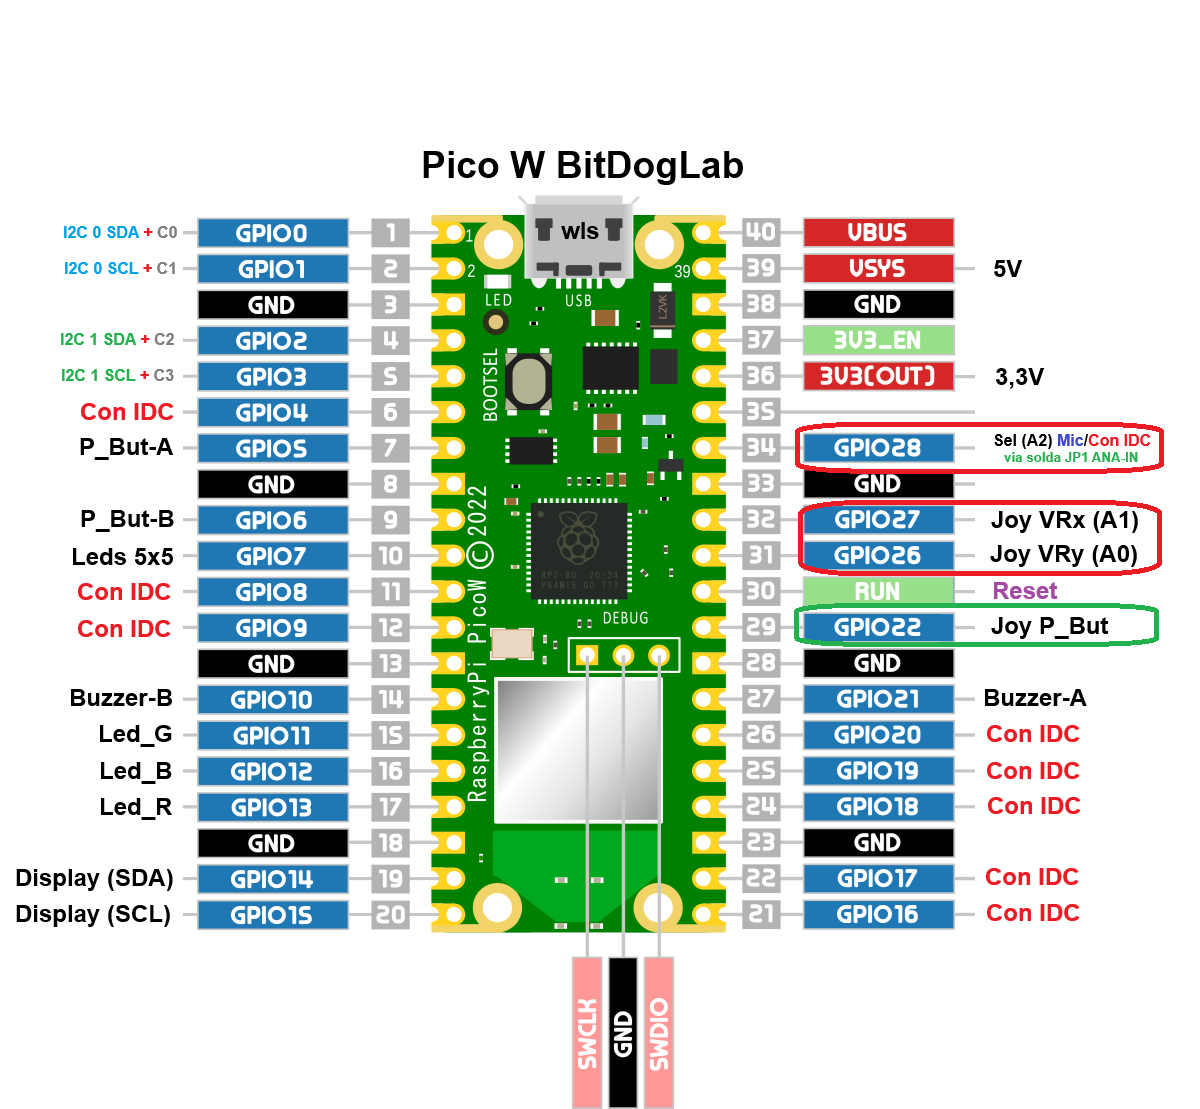 Pico W BitDogLab
I2C 0 SDA + C0 GPIO0 1 1 wls 40 VBUS
I2C 0 SCL + C1 GPIO1 2 2 39 39 VSYS 5V
GND 3 LED USB L2VK 38 GND
I2C 1 SDA + C2 GPIO2 4 37 3V3_EN
I2C 1 SCL + C3 GPIO3 5 BOOTSEL 36 3V3(OUT) 3,3V
Con IDC GPIO4 6 35
P_But-A GPIO5 7 34 GPIO28 Sel (A2) Mic/Con IDC
via solda JP1 ANA-IN
GND 8 33 GND
P_But-B GPIO6 9 32 GPIO27 Joy VRx (A1)
Leds 5x5 GPIO7 10 31 GPIO26 Joy VRy (A0)
RP2-B0 20/34
P64M15.00 TTT
Con IDC GPIO8 11 30 RUN Reset
Con IDC GPIO9 12 DEBUG 29 GPIO22 Joy P_But
GND 13 28 GND
RaspberryPi PicoW ©2022
Buzzer-B GPIO10 14 27 GPIO21 Buzzer-A
Led_G GPIO11 15 26 GPIO20 Con IDC
Led_B GPIO12 16 25 GPIO19 Con IDC
Led_R GPIO13 17 24 GPIO18 Con IDC
GND 18 23 GND
Display (SDA) GPIO14 19 22 GPIO17 Con IDC
Display (SCL) GPIO15 20 21 GPIO16 Con IDC
SWCLK GND SWDIO